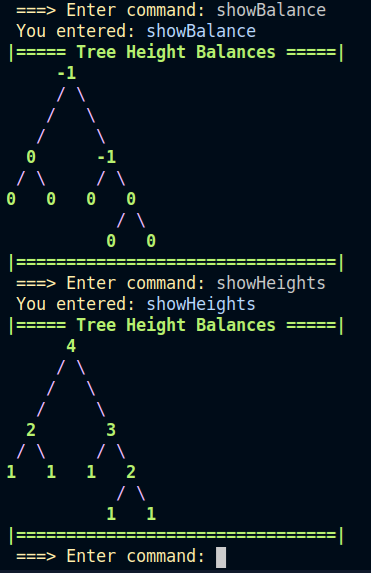 ===> Enter command: showBalance
You entered: showBalance
|===== Tree Height Balances =====|
     -1
     / \
    /   \
   /     \
  0      -1
 / \     / \
0   0   0   0
           / \
          0   0
|=================================|
===> Enter command: showHeights
You entered: showHeights
|===== Tree Height Balances =====|
      4
     / \
    /   \
   /     \
  2       3
 / \     / \
1   1   1   2
           / \
          1   1
|=================================|
===> Enter command: